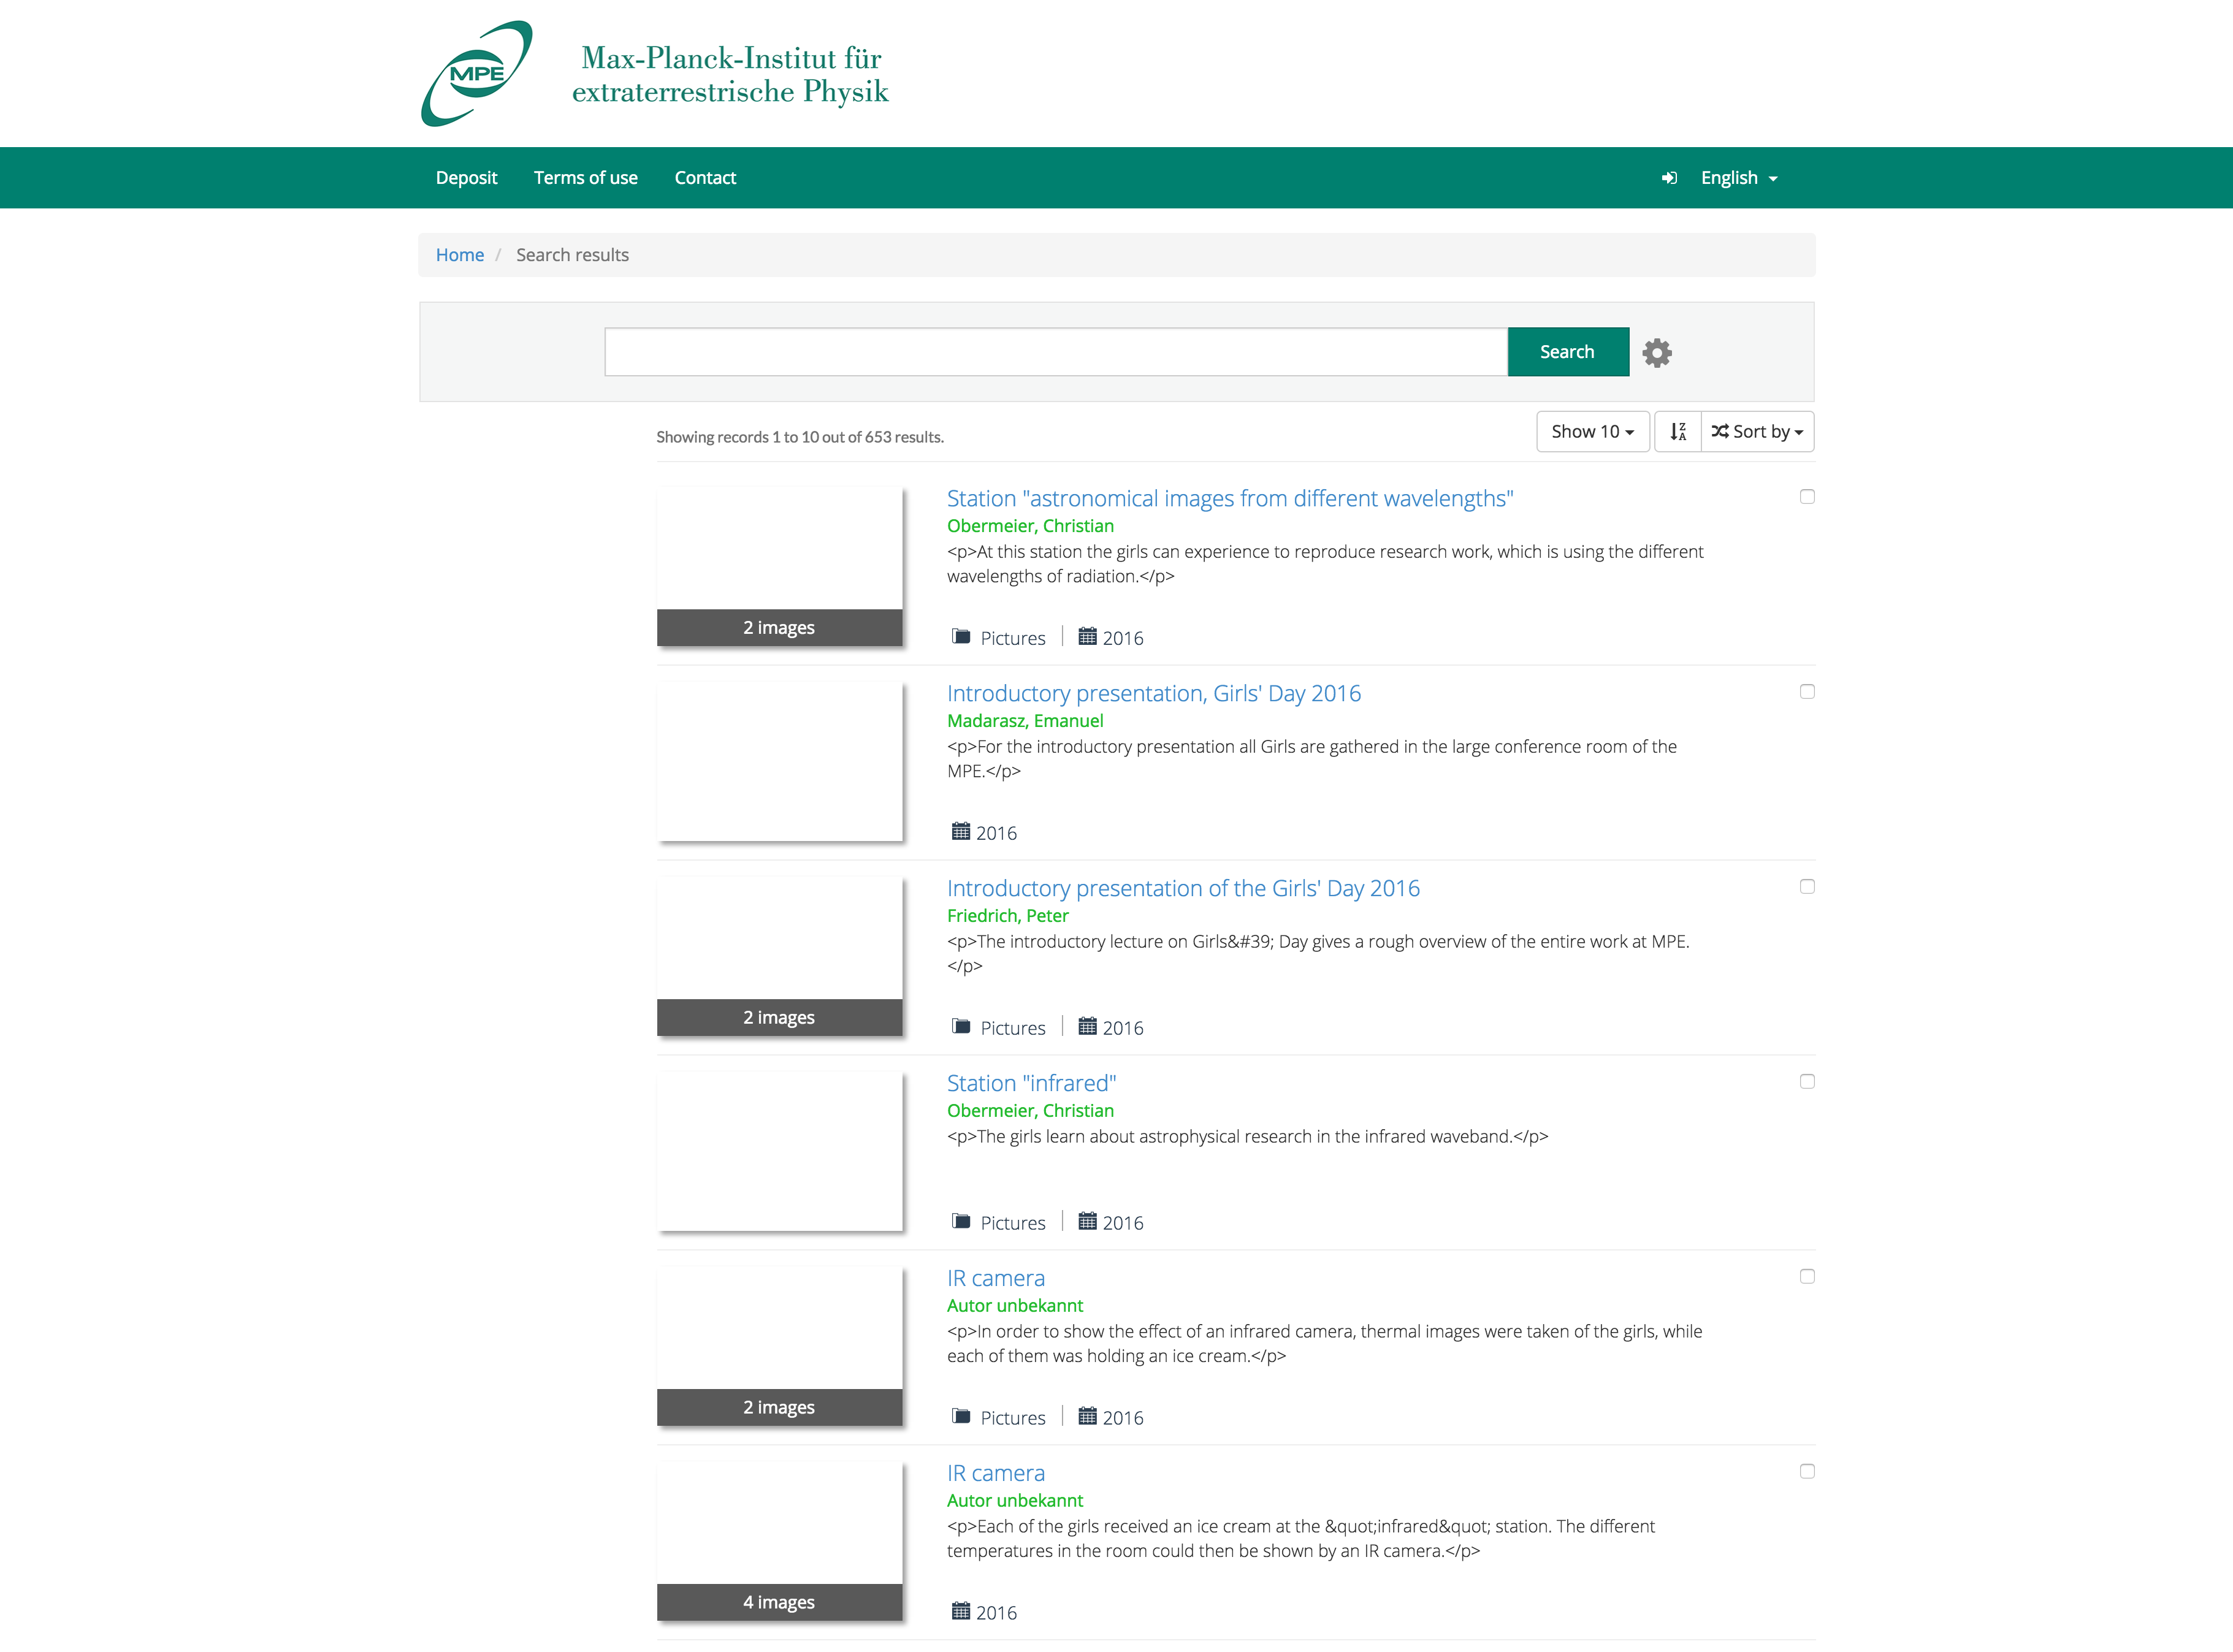 MPE
Max-Planck-Institut für
extraterrestrische Physik
Deposit Terms of use Contact English
Home / Search results
Search
Showing records 1 to 10 out of 653 results.
Show 10 Sort by
Station "astronomical images from different wavelengths"
Obermeier, Christian
<p>At this station the girls can experience to reproduce research work, which is using the different
wavelengths of radiation.</p>
2 images
Pictures 2016
Introductory presentation, Girls' Day 2016
Madarasz, Emanuel
<p>For the introductory presentation all Girls are gathered in the large conference room of the
MPE.</p>
2016
Introductory presentation of the Girls' Day 2016
Friedrich, Peter
<p>The introductory lecture on Girls&#39; Day gives a rough overview of the entire work at MPE.
</p>
2 images
Pictures 2016
Station "infrared"
Obermeier, Christian
<p>The girls learn about astrophysical research in the infrared waveband.</p>
Pictures 2016
IR camera
Autor unbekannt
<p>In order to show the effect of an infrared camera, thermal images were taken of the girls, while
each of them was holding an ice cream.</p>
2 images
Pictures 2016
IR camera
Autor unbekannt
<p>Each of the girls received an ice cream at the &quot;infrared&quot; station. The different
temperatures in the room could then be shown by an IR camera.</p>
4 images
2016